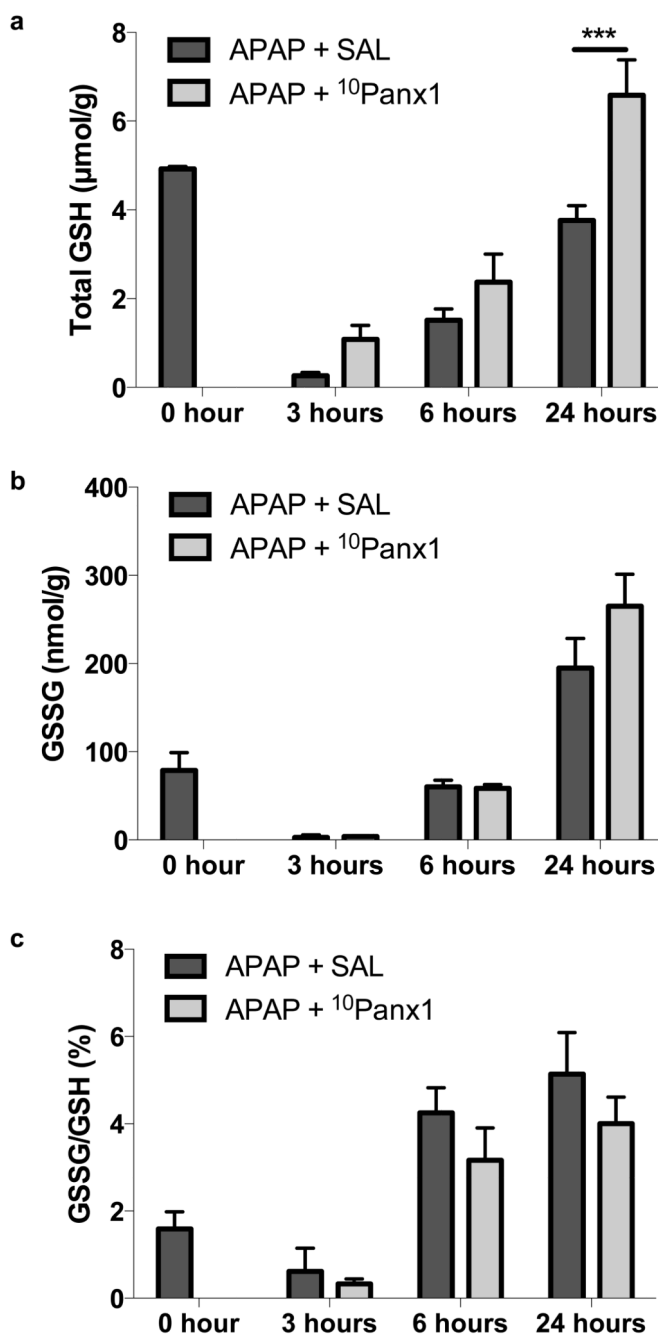 a
8
6
4
2
0
Total GSH (µmol/g)
APAP + SAL
APAP + ¹⁰Panx1
***
0 hour 3 hours 6 hours 24 hours
b
400
300
200
100
0
GSSG (nmol/g)
APAP + SAL
APAP + ¹⁰Panx1
0 hour 3 hours 6 hours 24 hours
c
8
6
4
2
0
GSSG/GSH (%)
APAP + SAL
APAP + ¹⁰Panx1
0 hour 3 hours 6 hours 24 hours